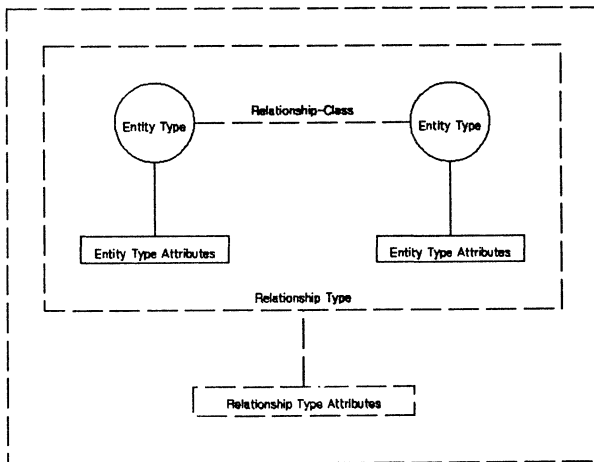 Relationship-Class
Entity Type
Entity Type
Entity Type Attributes
Entity Type Attributes
Relationship Type
Relationship Type Attributes